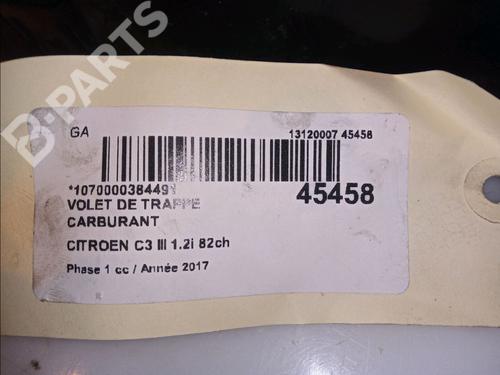 GA
13120007 45458
*107000038449*
45458
VOLET DE TRAPPE
CARBURANT
CITROEN C3 III 1.2i 82ch
Phase 1 cc / Année 2017
B-PARTS